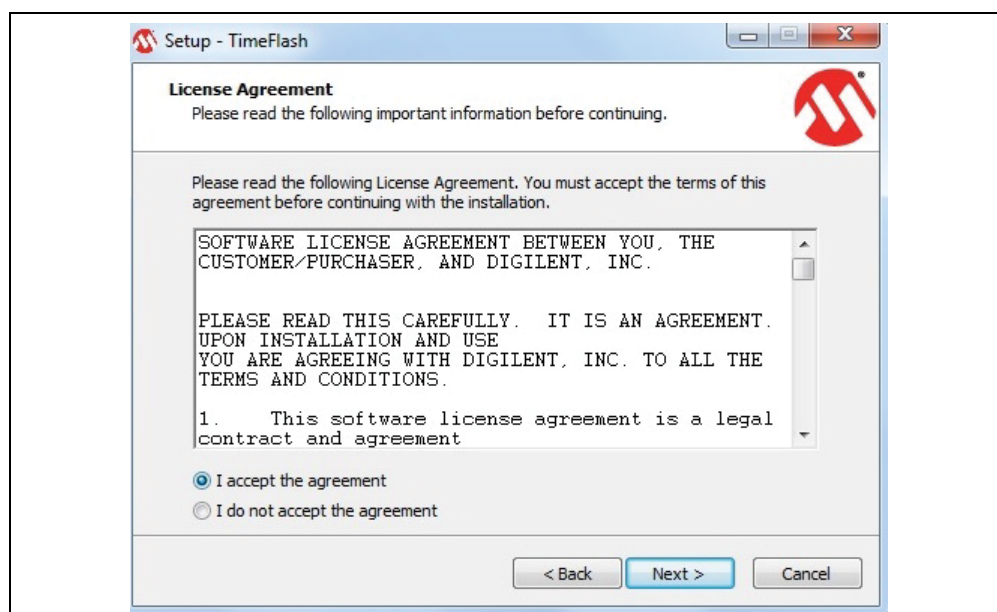 Setup - TimeFlash
License Agreement
Please read the following important information before continuing.
Please read the following License Agreement. You must accept the terms of this
agreement before continuing with the installation.
SOFTWARE LICENSE AGREEMENT BETWEEN YOU, THE
CUSTOMER/PURCHASER, AND DIGILENT, INC.
PLEASE READ THIS CAREFULLY.  IT IS AN AGREEMENT.
UPON INSTALLATION AND USE
YOU ARE AGREEING WITH DIGILENT, INC. TO ALL THE
TERMS AND CONDITIONS.
1.    This software license agreement is a legal
contract and agreement
I accept the agreement
I do not accept the agreement
< Back Next > Cancel